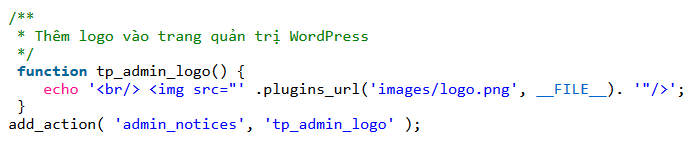 /**
 * Thêm logo vào trang quản trị WordPress
 */
 function tp_admin_logo() {
    echo '<br/> <img src="' .plugins_url('images/logo.png', __FILE__). '"/>';
 }
add_action( 'admin_notices', 'tp_admin_logo' );